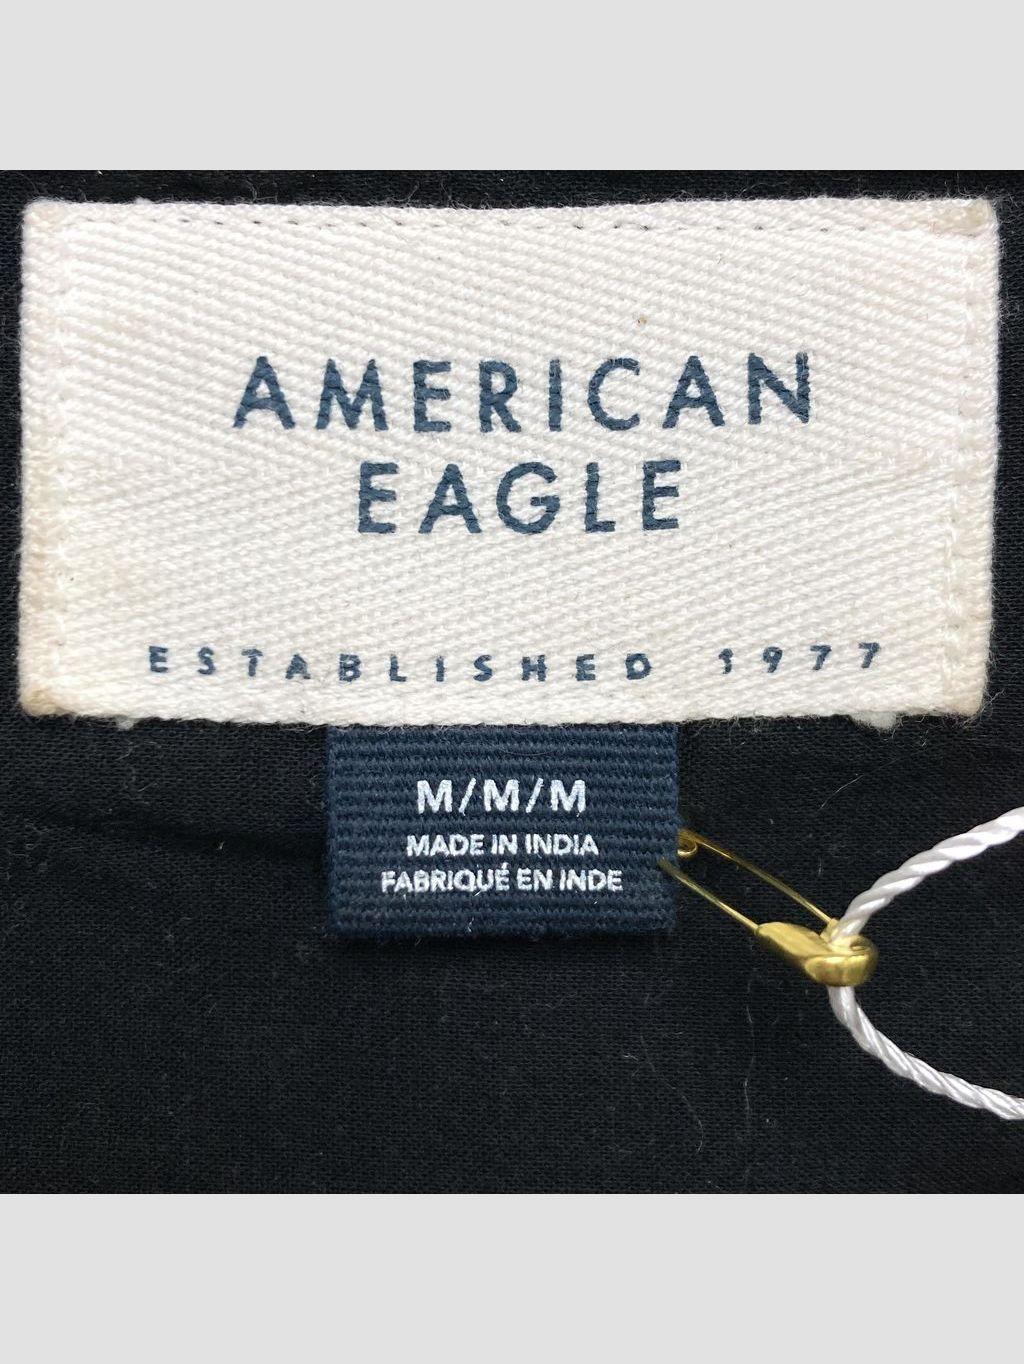 AMERICAN
EAGLE
ESTABLISHED 1977
M/M/M
MADE IN INDIA
FABRIQUÉ EN INDE